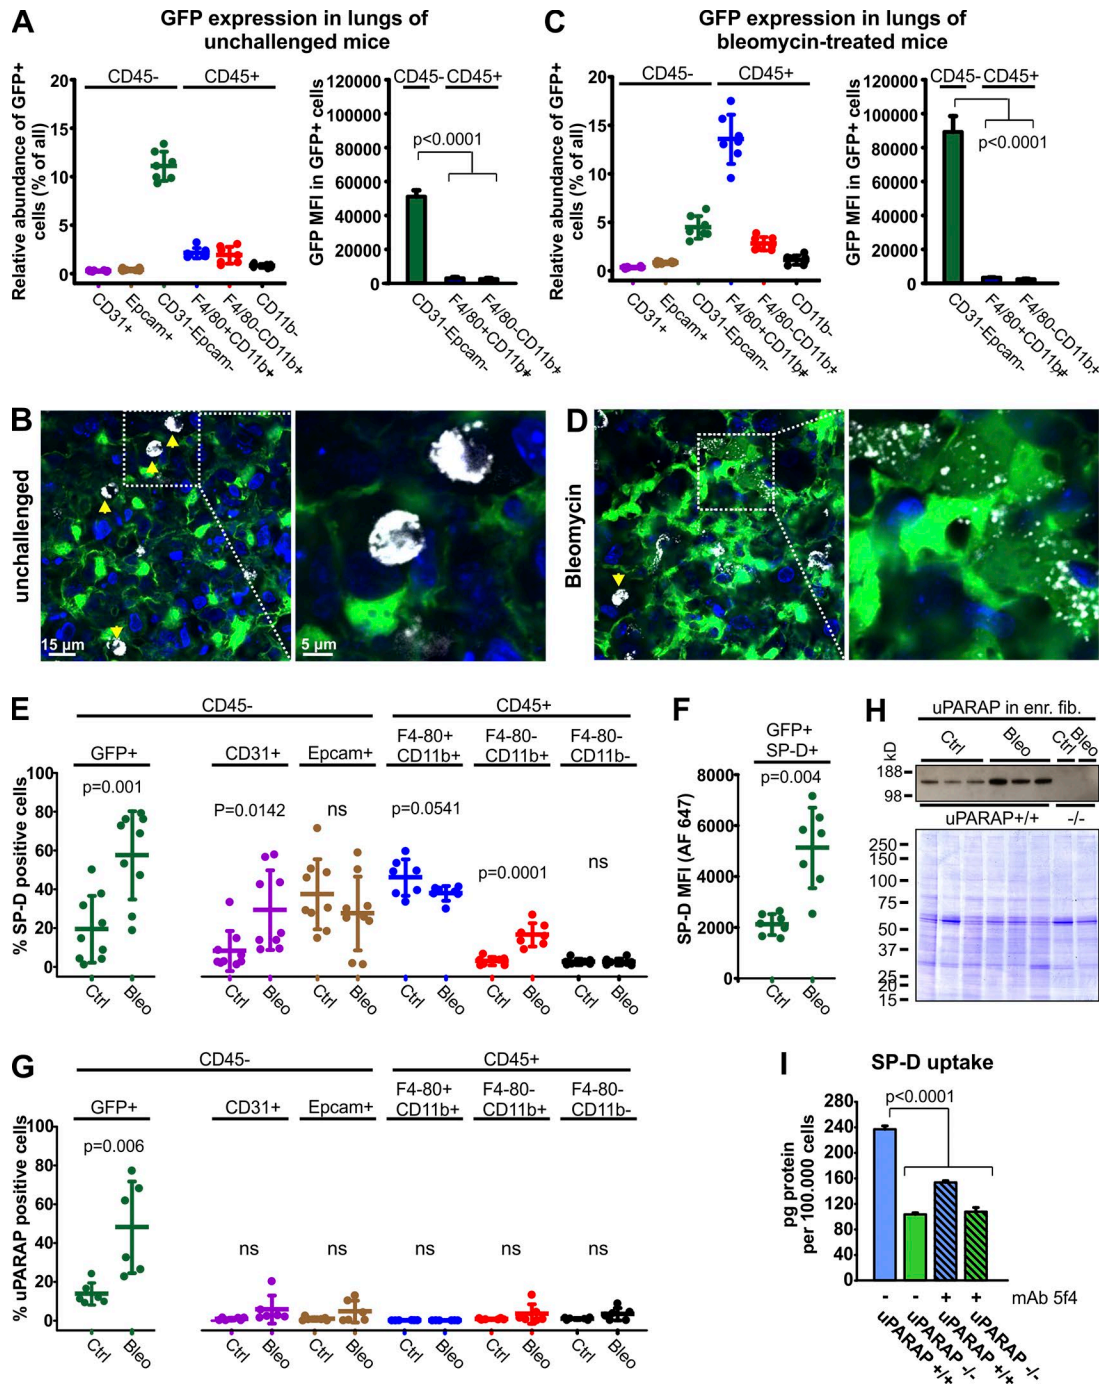 A
GFP expression in lungs of
unchallenged mice
Relative abundance of GFP+
cells (% of all)
CD45-
CD45+
20
15
10
5
0
CD31+
Epcam+
CD31-Epcam-
F4/80+CD11b+
F4/80-CD11b+
CD11b-
GFP MFI in GFP+ cells
CD45-
CD45+
120000
100000
80000
60000
40000
20000
0
p<0.0001
CD31-Epcam-
F4/80+CD11b+
F4/80-CD11b+
C
GFP expression in lungs of
bleomycin-treated mice
Relative abundance of GFP+
cells (% of all)
CD45-
CD45+
20
15
10
5
0
CD31+
Epcam+
CD31-Epcam-
F4/80+CD11b+
F4/80-CD11b+
CD11b-
GFP MFI in GFP+ cells
CD45-
CD45+
120000
100000
80000
60000
40000
20000
0
p<0.0001
CD31-Epcam-
F4/80+CD11b+
F4/80-CD11b+
B
unchallenged
15 µm
5 µm
D
Bleomycin
E
CD45-
CD45+
GFP+
CD31+
Epcam+
F4-80+
CD11b+
F4-80-
CD11b+
F4-80-
CD11b-
% SP-D positive cells
100
80
60
40
20
0
p=0.001
P=0.0142
ns
p=0.0541
p=0.0001
ns
Ctrl
Bleo
Ctrl
Bleo
Ctrl
Bleo
Ctrl
Bleo
Ctrl
Bleo
Ctrl
Bleo
F
GFP+
SP-D+
p=0.004
SP-D MFI (AF 647)
8000
6000
4000
2000
0
Ctrl
Bleo
H
uPARAP in enr. fib.
kD
Ctrl
Bleo
Ctrl
Bleo
188
98
uPARAP+/+
-/-
250
150
100
75
50
37
25
20
15
G
CD45-
CD45+
GFP+
CD31+
Epcam+
F4-80+
CD11b+
F4-80-
CD11b+
F4-80-
CD11b-
% uPARAP positive cells
100
80
60
40
20
0
p=0.006
ns
ns
ns
ns
ns
Ctrl
Bleo
Ctrl
Bleo
Ctrl
Bleo
Ctrl
Bleo
Ctrl
Bleo
Ctrl
Bleo
I
SP-D uptake
pg protein
per 100.000 cells
280
240
200
160
120
80
40
0
p<0.0001
- - + + mAb 5f4
uPARAP +/+
uPARAP -/-
uPARAP +/+
uPARAP -/-